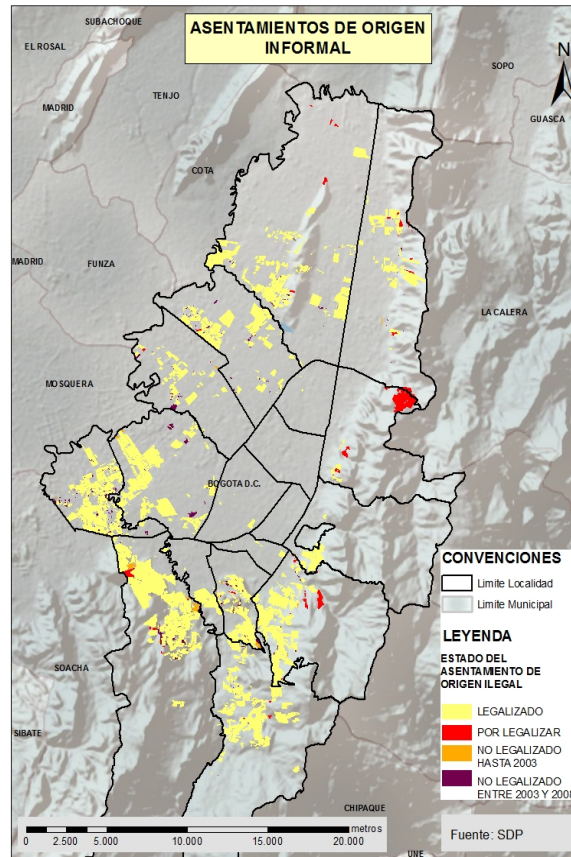 ASENTAMIENTOS DE ORIGEN
INFORMAL
SUBACHOQUE
EL ROSAL
TENJO
SOPO
N
MADRID
GUASCA
COTA
MADRID
FUNZA
LA CALERA
MOSQUERA
BOGOTA D.C.
SOACHA
SIBATE
CHIPAQUE
UNE
CONVENCIONES
Limite Localidad
Limite Municipal
LEYENDA
ESTADO DEL
ASENTAMIENTO DE
ORIGEN ILEGAL
LEGALIZADO
POR LEGALIZAR
NO LEGALIZADO
HASTA 2003
NO LEGALIZADO
ENTRE 2003 Y 2008
metros
0 2.500 5.000 10.000 15.000 20.000
Fuente: SDP